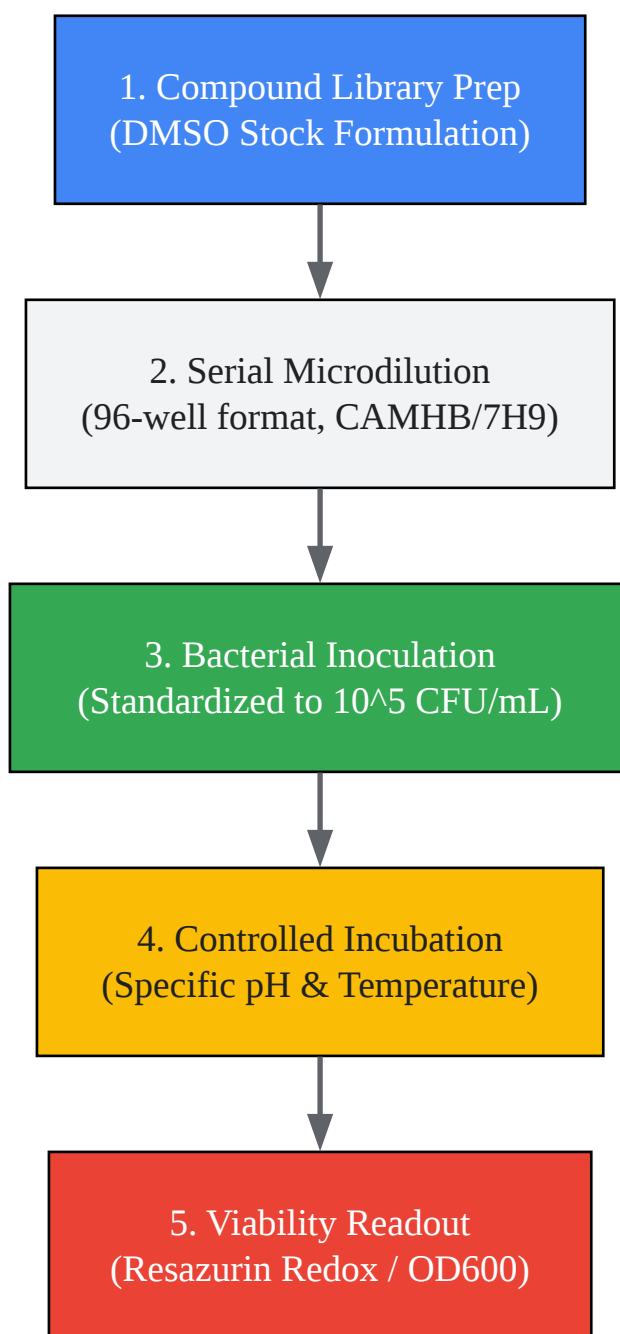 1. Compound Library Prep
(DMSO Stock Formulation)
2. Serial Microdilution
(96-well format, CAMHB/7H9)
3. Bacterial Inoculation
(Standardized to 10^5 CFU/mL)
4. Controlled Incubation
(Specific pH & Temperature)
5. Viability Readout
(Resazurin Redox / OD600)